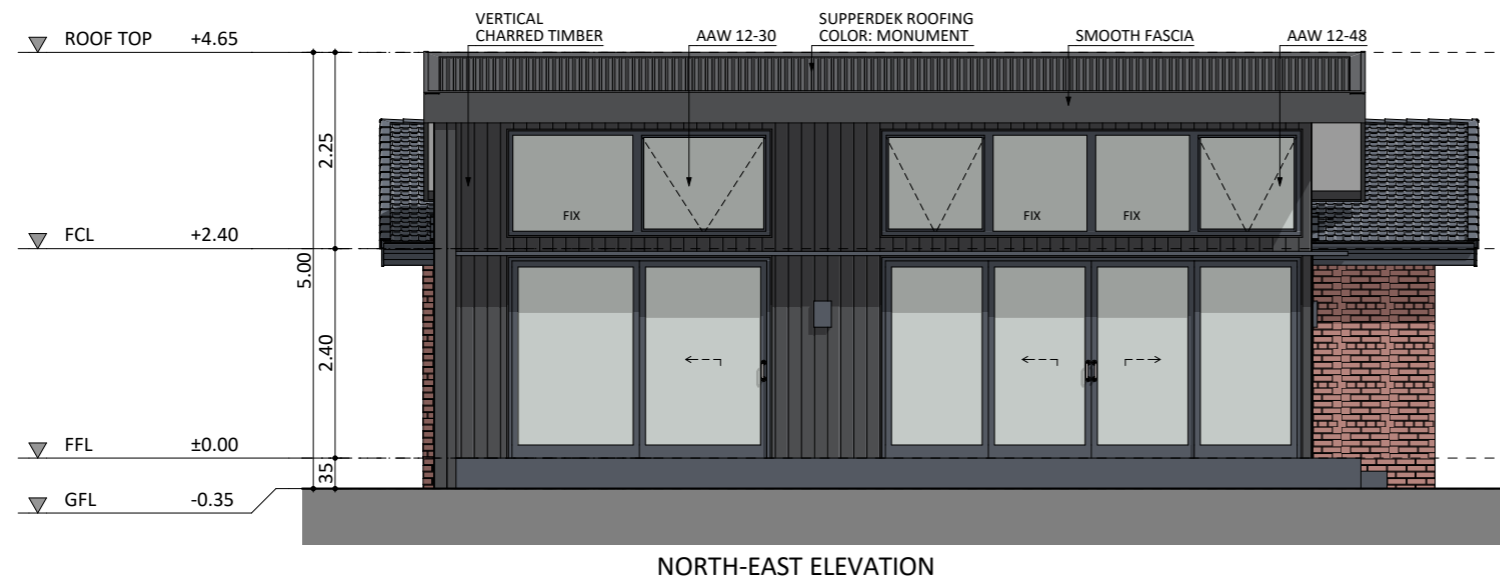 VERTICAL
CHARRED TIMBER
AAW 12-30
SUPPERDEK ROOFING
COLOR: MONUMENT
SMOOTH FASCIA
AAW 12-48
ROOF TOP +4.65
2.25
FIX
FIX
FIX
FCL +2.40
5.00
2.40
FFL ±0.00
35
GFL -0.35
NORTH-EAST ELEVATION